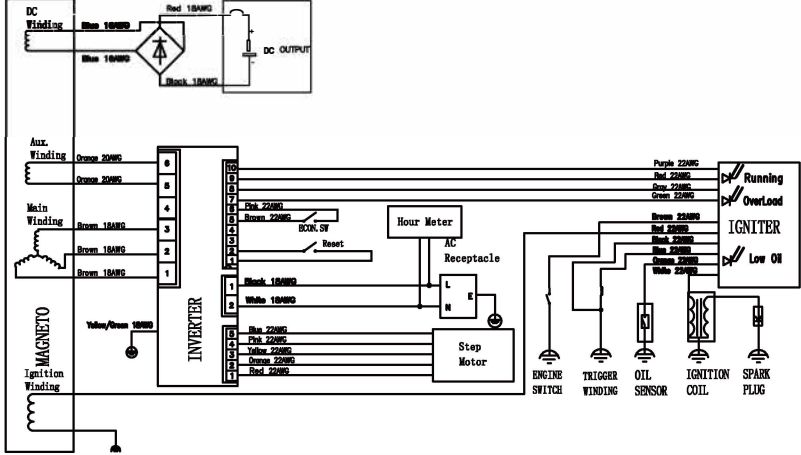 DC
Winding
Blue 16AWG
Blue 16AWG
Red 18AWG
Black 18AWG
+
-
DC OUTPUT
Aux.
Winding
Orange 20AWG
Orange 20AWG
Main
Winding
Brown 18AWG
Brown 18AWG
Brown 18AWG
Yellow/Green 18AWG
MAGNETO
Ignition
Winding
6
5
4
3
2
1
INVERTER
10
9
8
7
6
5
4
3
2
1
Pink 22AWG
Brown 22AWG
ECON.SW
Reset
1
2
Black 18AWG
White 18AWG
Hour Meter
AC
Receptacle
L
N
E
5
4
3
2
1
Blue 22AWG
Pink 22AWG
Yellow 22AWG
Orange 22AWG
Red 22AWG
Step
Motor
Purple 22AWG
Red 22AWG
Gray 22AWG
Green 22AWG
Brown 22AWG
Red 22AWG
Black 22AWG
Blue 22AWG
Orange 22AWG
White 22AWG
Running
OverLoad
IGNITER
Low Oil
ENGINE
SWITCH
TRIGGER
WINDING
OIL
SENSOR
IGNITION
COIL
SPARK
PLUG